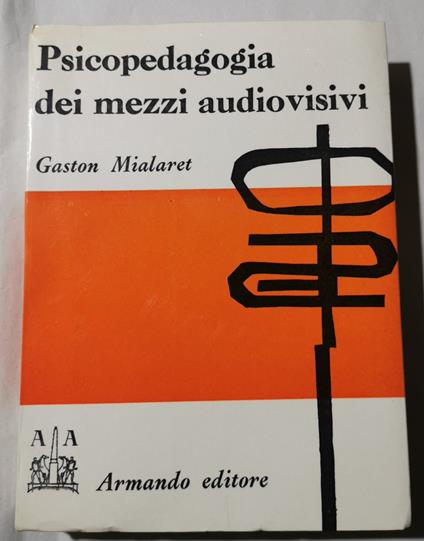 Psicopedagogia
dei mezzi audiovisivi
Gaston Mialaret
A A
Armando editore